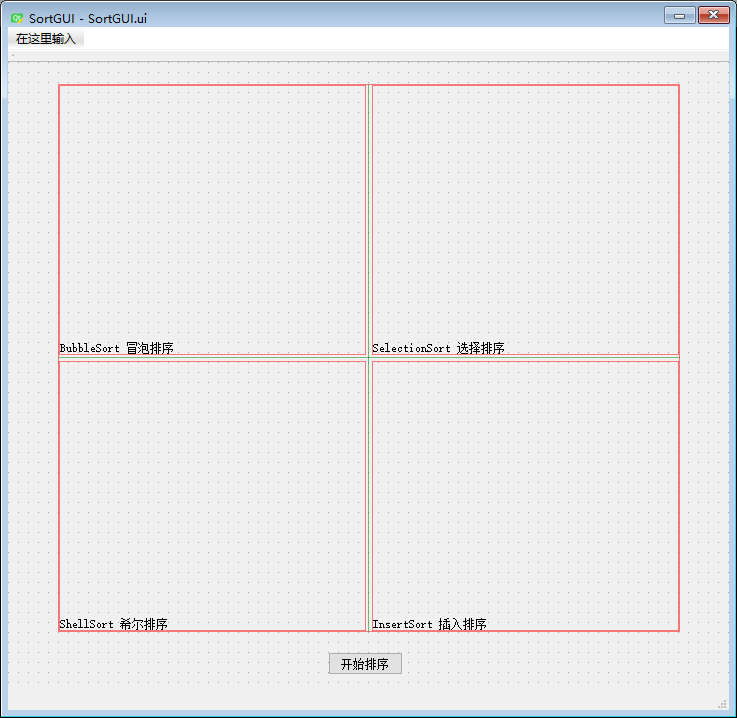 SortGUI - SortGUI.ui
在这里输入
BubbleSort 冒泡排序
SelectionSort 选择排序
ShellSort 希尔排序
InsertSort 插入排序
开始排序